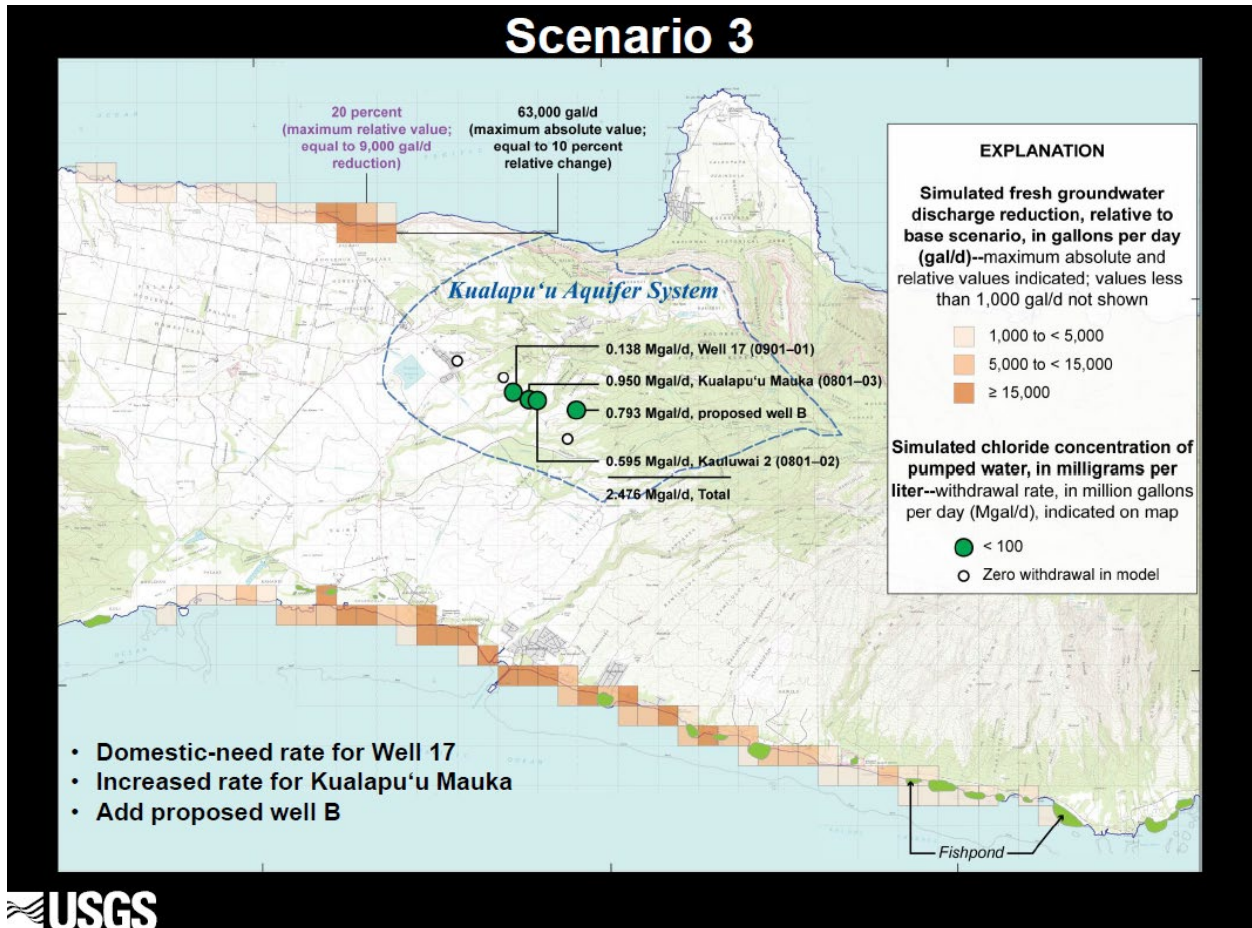 Scenario 3
20 percent
(maximum relative value;
equal to 9,000 gal/d
reduction)
63,000 gal/d
(maximum absolute value;
equal to 10 percent
relative change)
Kualapu‘u Aquifer System
0.138 Mgal/d, Well 17 (0901–01)
0.950 Mgal/d, Kualapu‘u Mauka (0801–03)
0.793 Mgal/d, proposed well B
0.595 Mgal/d, Kauluwai 2 (0801–02)
2.476 Mgal/d, Total
EXPLANATION
Simulated fresh groundwater
discharge reduction, relative to
base scenario, in gallons per day
(gal/d)--maximum absolute and
relative values indicated; values less
than 1,000 gal/d not shown
1,000 to < 5,000
5,000 to < 15,000
≥ 15,000
Simulated chloride concentration of
pumped water, in milligrams per
liter--withdrawal rate, in million gallons
per day (Mgal/d), indicated on map
< 100
Zero withdrawal in model
• Domestic-need rate for Well 17
• Increased rate for Kualapu‘u Mauka
• Add proposed well B
Fishpond
USGS